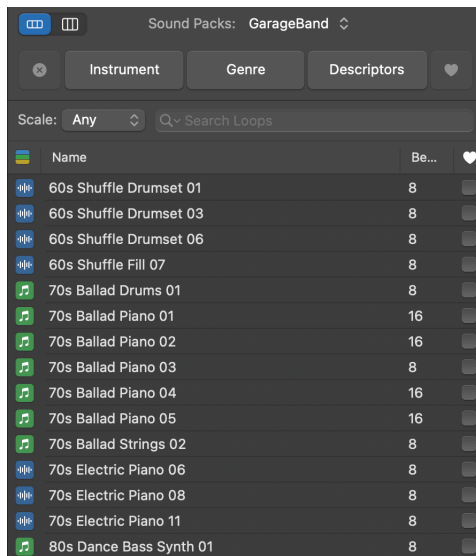 Sound Packs: GarageBand
Instrument Genre Descriptors
Scale: Any Search Loops
Name Be...
60s Shuffle Drumset 01 8
60s Shuffle Drumset 03 8
60s Shuffle Drumset 06 8
60s Shuffle Fill 07 8
70s Ballad Drums 01 8
70s Ballad Piano 01 16
70s Ballad Piano 02 16
70s Ballad Piano 03 8
70s Ballad Piano 04 16
70s Ballad Piano 05 16
70s Ballad Strings 02 8
70s Electric Piano 06 8
70s Electric Piano 08 8
70s Electric Piano 11 8
80s Dance Bass Synth 01 8